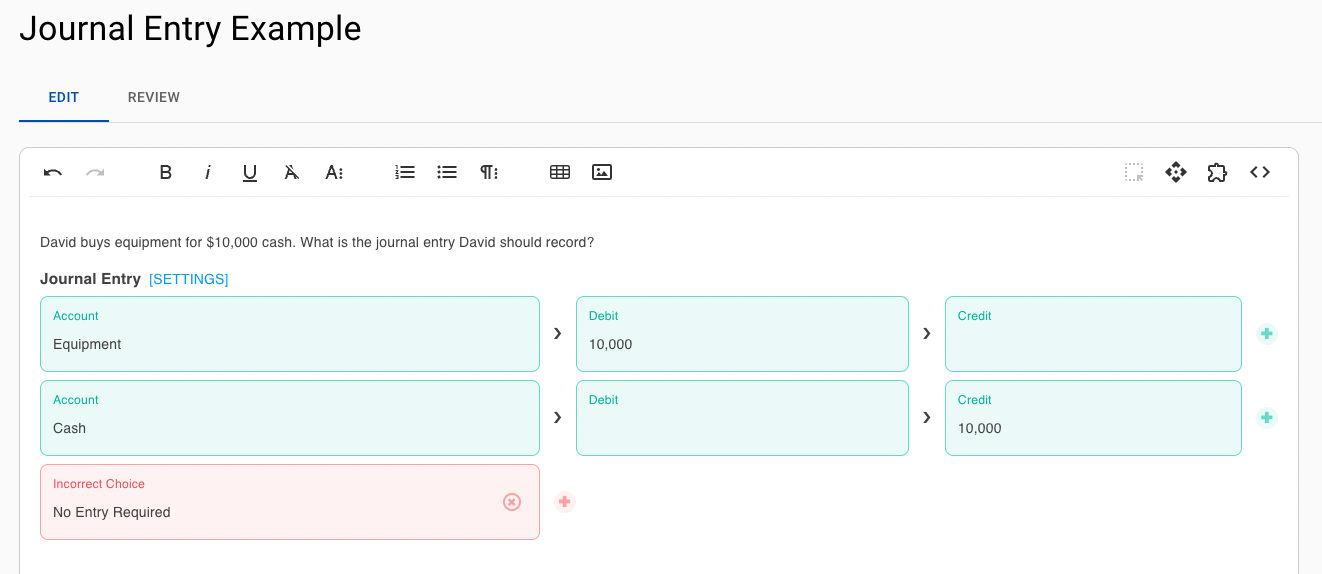 Journal Entry Example
EDIT REVIEW
David buys equipment for $10,000 cash. What is the journal entry David should record?
Journal Entry [SETTINGS]
Account Debit Credit
Equipment 10,000
Account Debit Credit
Cash 10,000
Incorrect Choice
No Entry Required